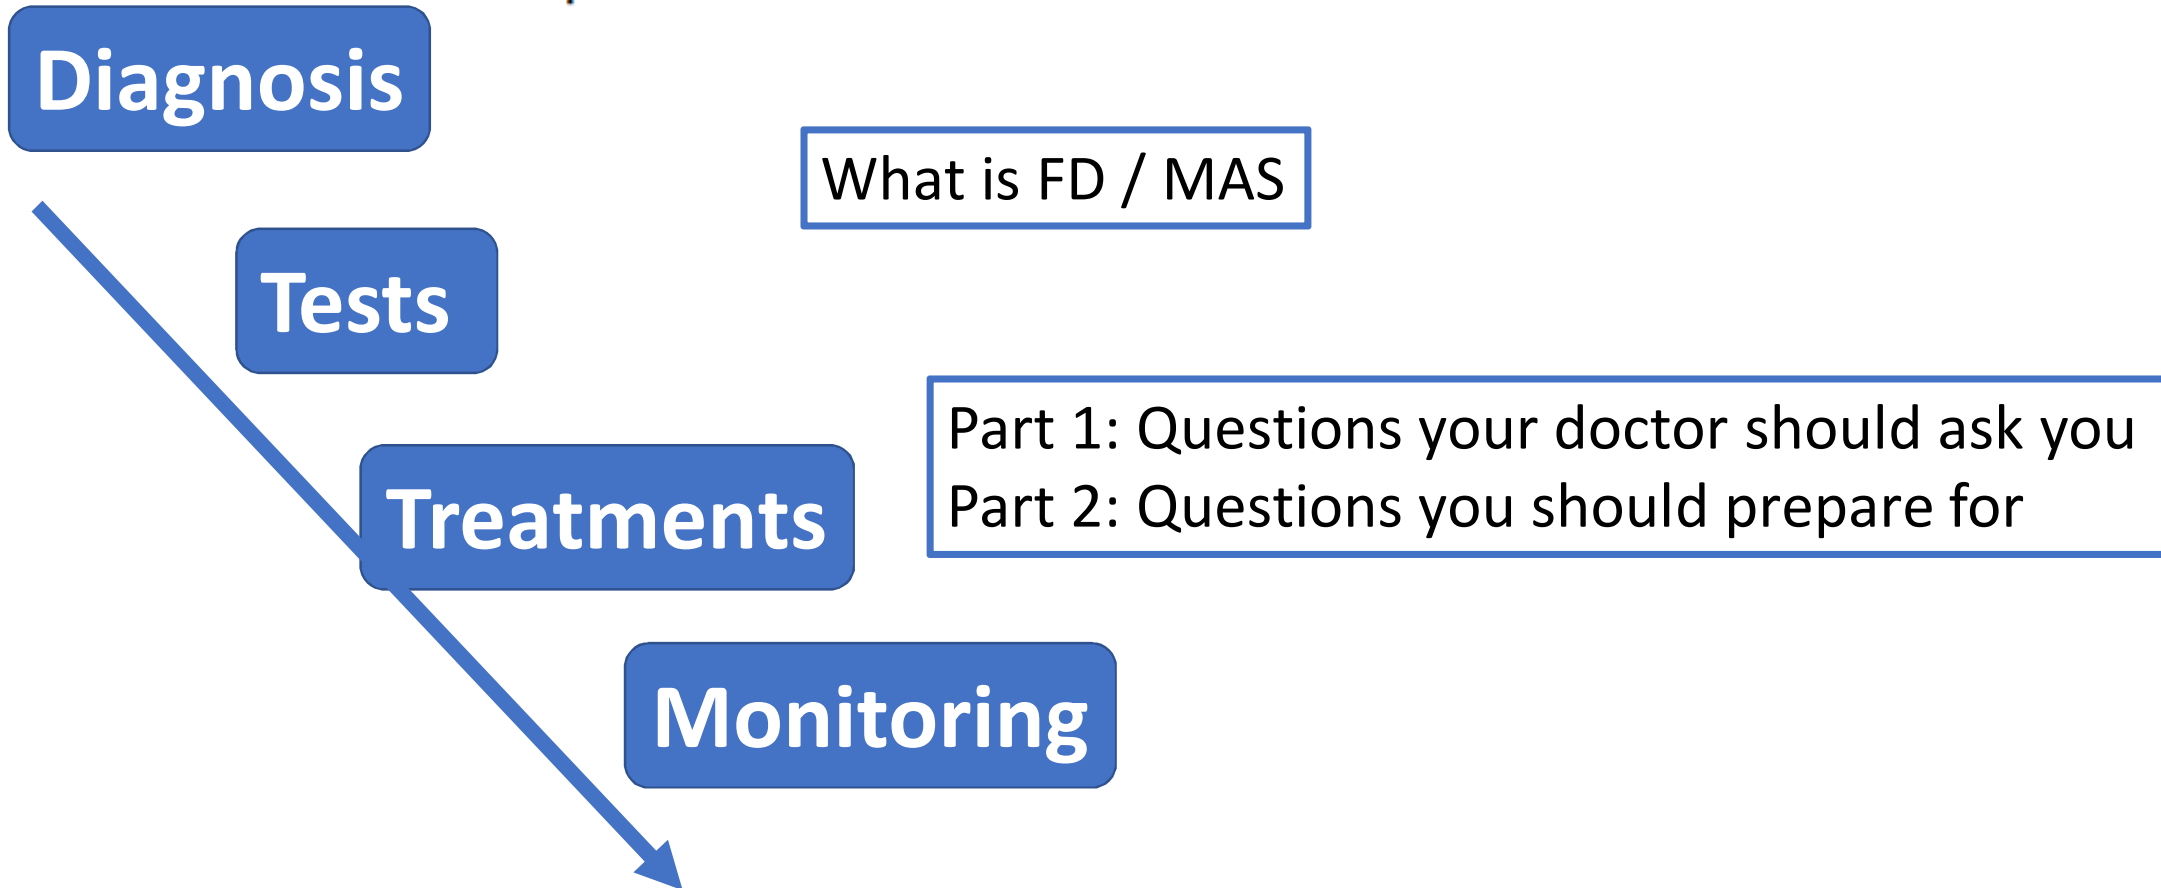 Diagnosis
What is FD / MAS
Tests
Part 1: Questions your doctor should ask you
Part 2: Questions you should prepare for
Treatments
Monitoring